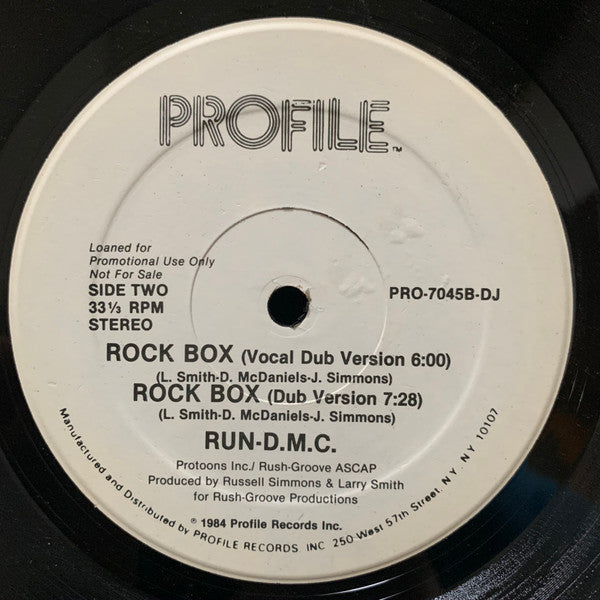 PROFILE™
Loaned for
Promotional Use Only
Not For Sale
SIDE TWO
33⅓ RPM
STEREO
PRO-7045B-DJ
ROCK BOX (Vocal Dub Version 6:00)
(L. Smith-D. McDaniels-J. Simmons)
ROCK BOX (Dub Version 7:28)
(L. Smith-D. McDaniels-J. Simmons)
RUN-D.M.C.
Protoons Inc./ Rush-Groove ASCAP
Produced by Russell Simmons & Larry Smith
for Rush-Groove Productions
℗ 1984 Profile Records Inc.
Manufactured and Distributed by PROFILE RECORDS INC 250 West 57th Street, NY, NY 10107